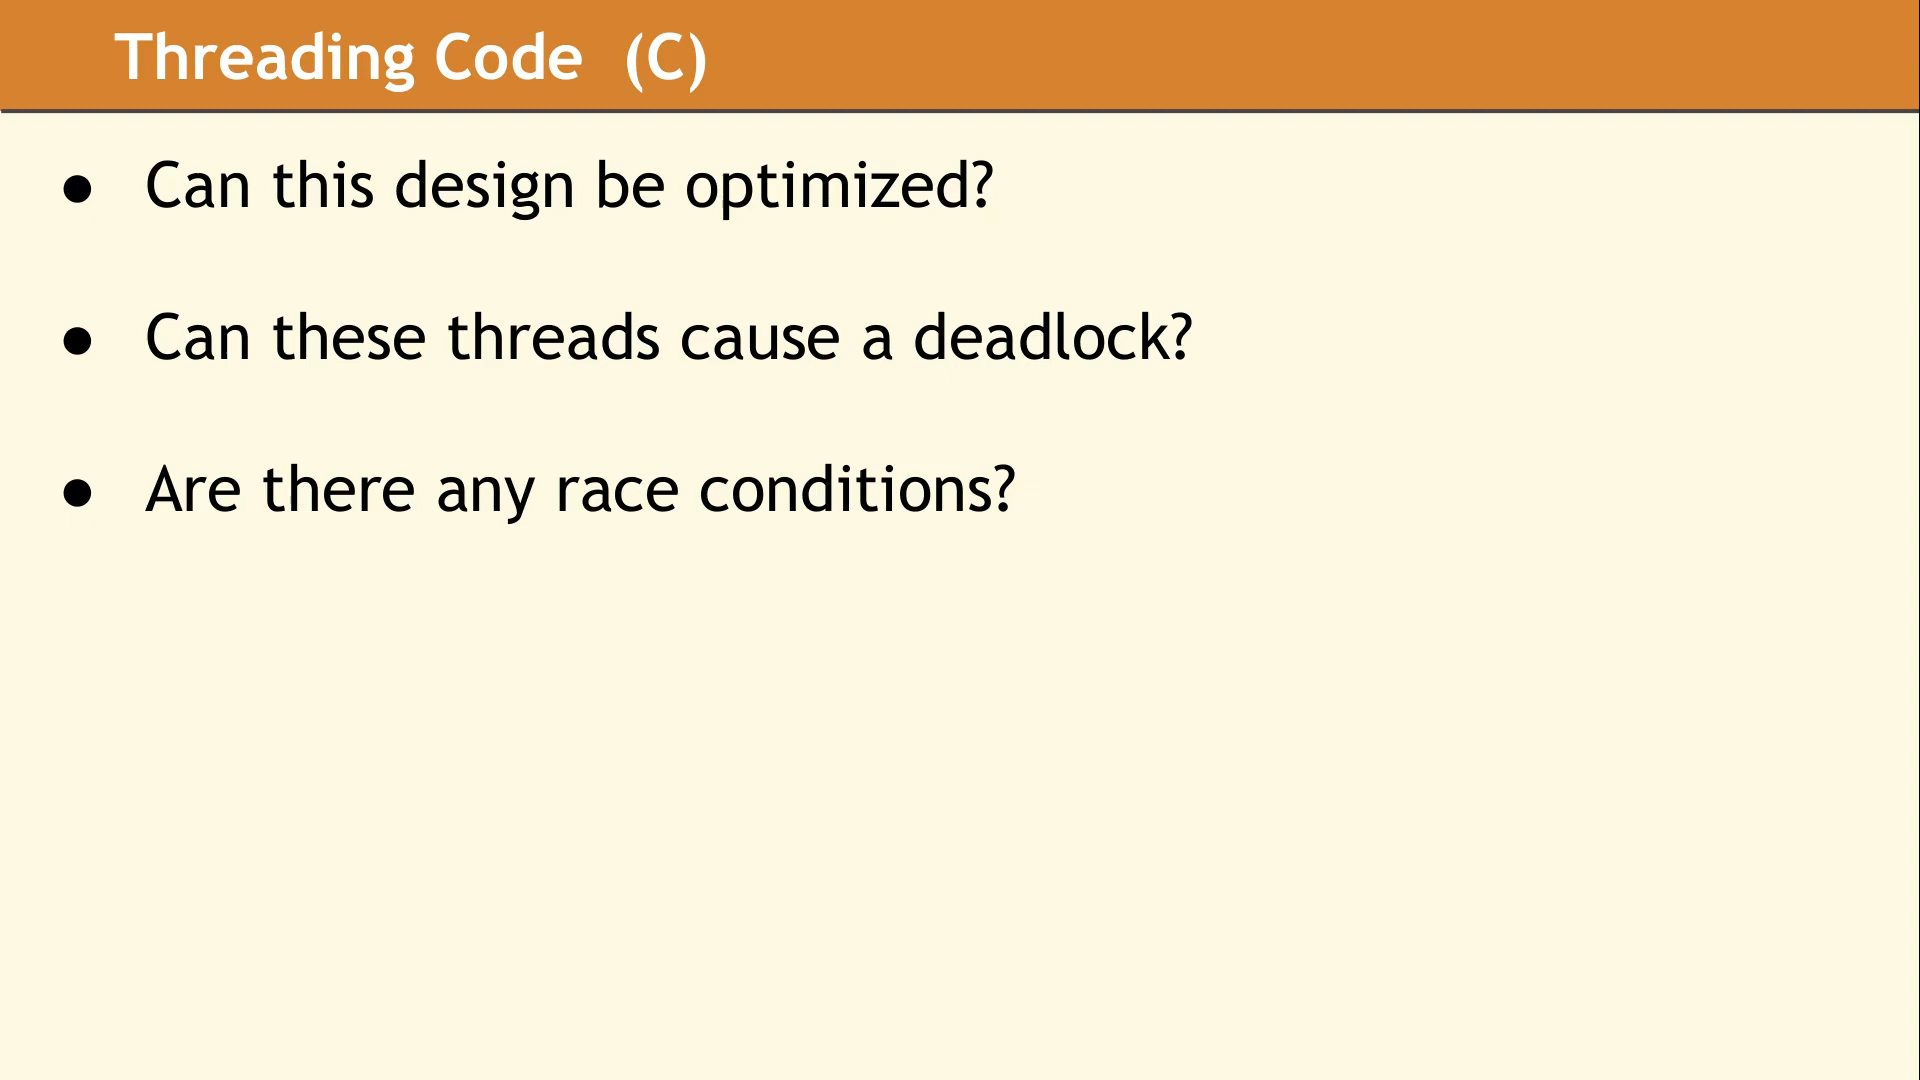 Threading Code  (C)
● Can this design be optimized?
● Can these threads cause a deadlock?
● Are there any race conditions?